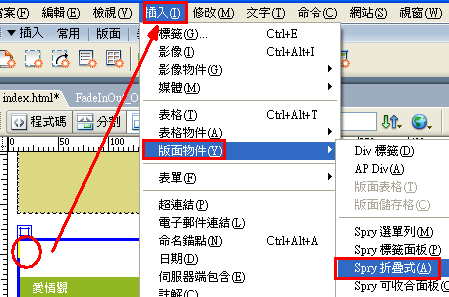 檔案(F) 編輯(E) 檢視(V) 插入(I) 修改(M) 文字(T) 命令(C) 網站(S) 視窗(W)
▼ 插入 常用 版面
index.html*
程式碼 分割
0 50 100
愛情觀
標籤(G)... Ctrl+E
影像(I) Ctrl+Alt+I
影像物件(G)
媒體(M)
表格(T) Ctrl+Alt+T
表格物件(A)
版面物件(Y)
表單(F)
超連結(P)
電子郵件連結(L)
命名錨點(N) Ctrl+Alt+A
日期(D)
伺服器端包含(E)
註解(C)
Div 標籤(D)
AP Div(A)
版面表格(T)
版面儲存格(C)
Spry 選單列(M)
Spry 標籤面板(P)
Spry 折疊式(A)
Spry 可收合面板(C)